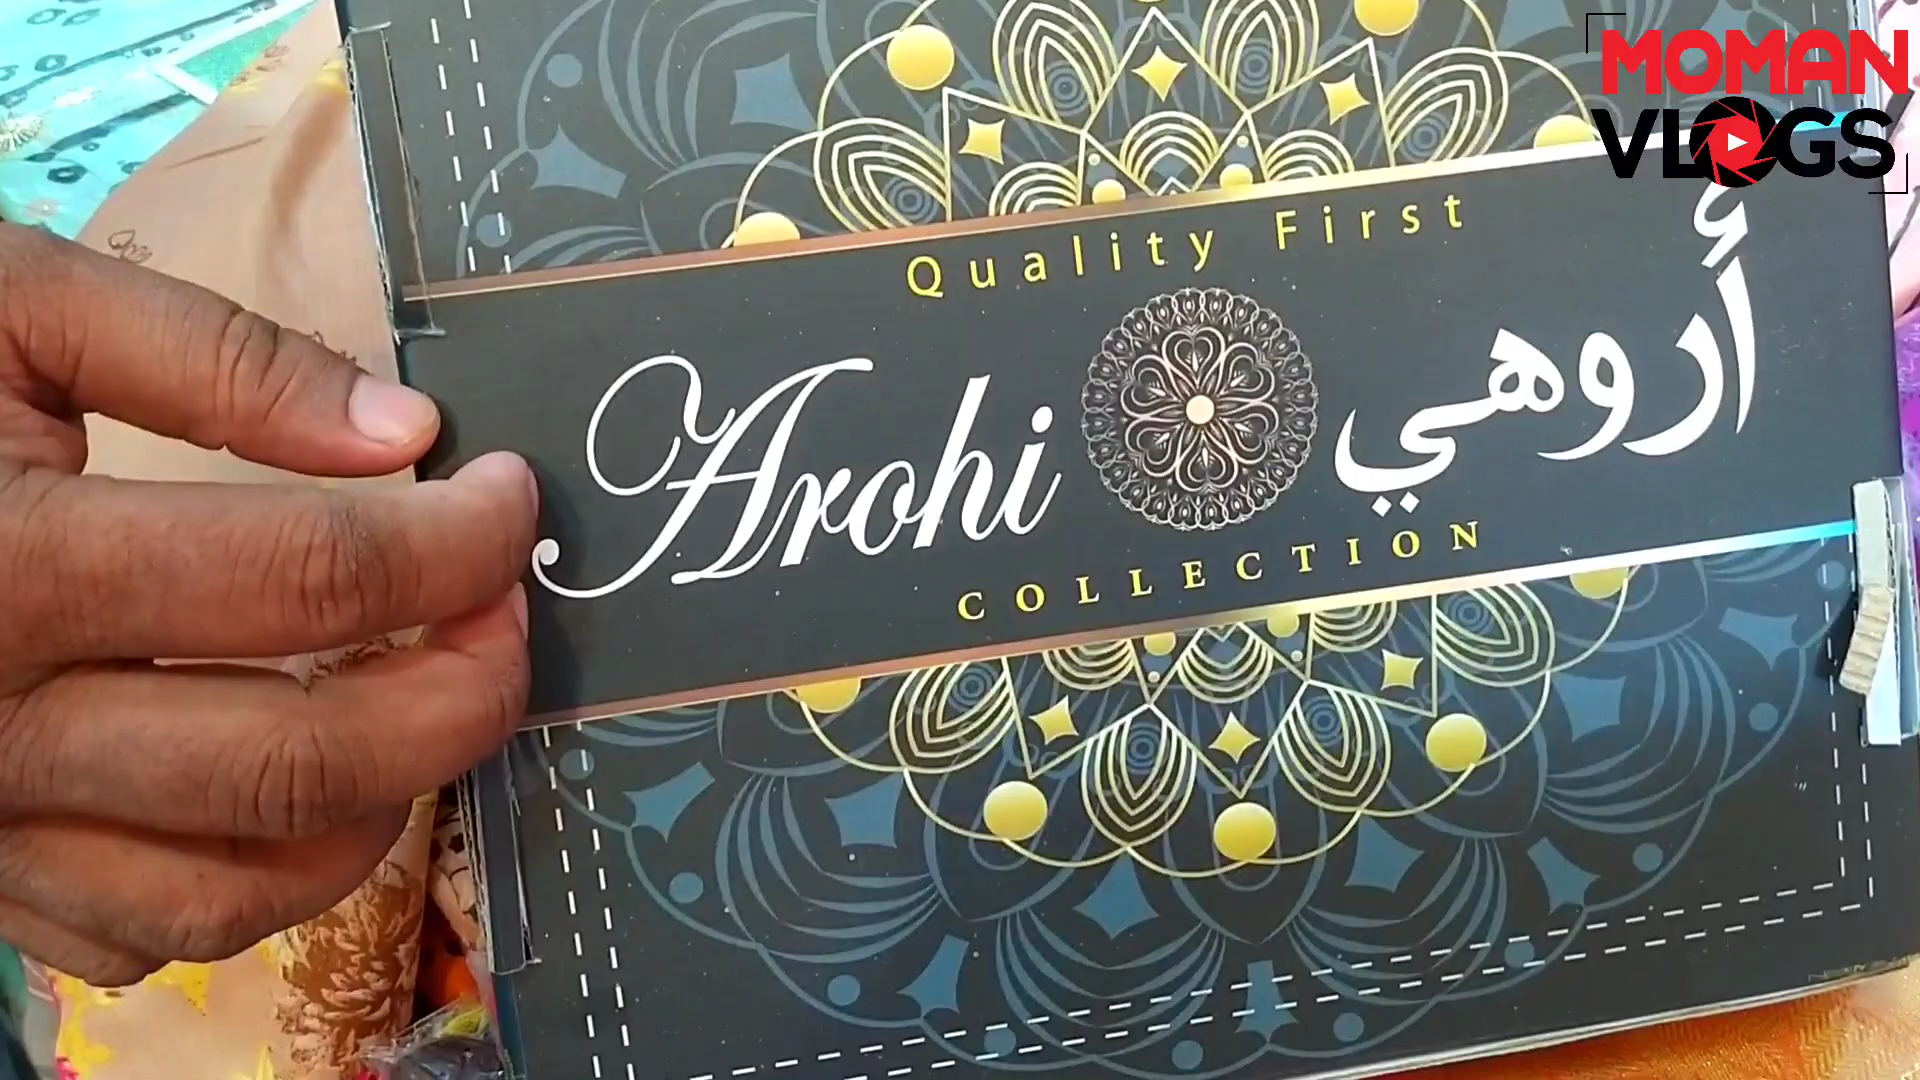 MOMAN
VLOGS
Quality First
Arohi أروهي
COLLECTION